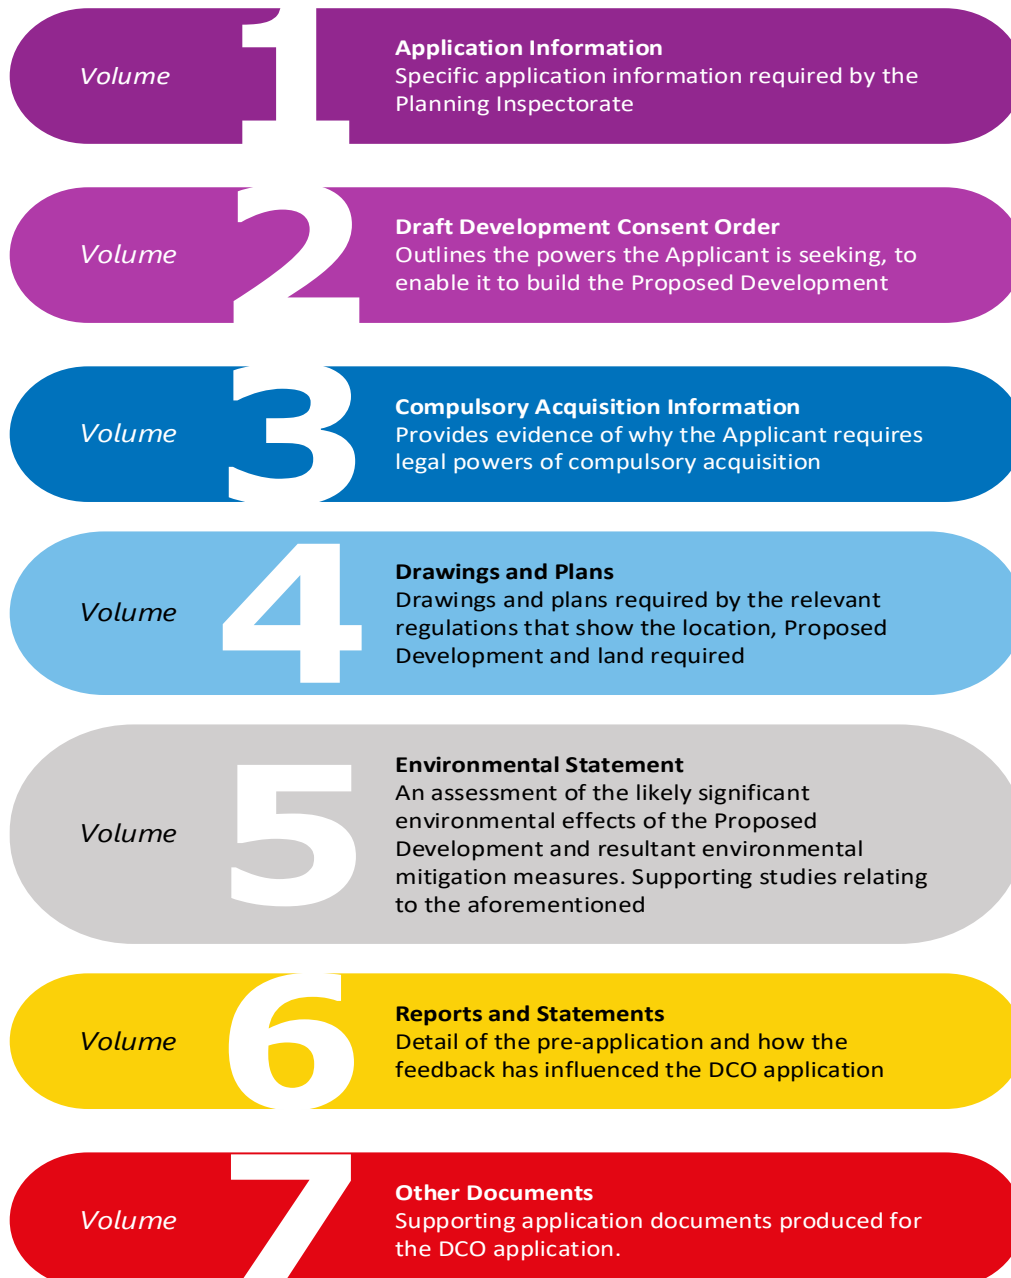 Volume 1
Application Information
Specific application information required by the
Planning Inspectorate
Volume 2
Draft Development Consent Order
Outlines the powers the Applicant is seeking, to
enable it to build the Proposed Development
Volume 3
Compulsory Acquisition Information
Provides evidence of why the Applicant requires
legal powers of compulsory acquisition
Volume 4
Drawings and Plans
Drawings and plans required by the relevant
regulations that show the location, Proposed
Development and land required
Volume 5
Environmental Statement
An assessment of the likely significant
environmental effects of the Proposed
Development and resultant environmental
mitigation measures. Supporting studies relating
to the aforementioned
Volume 6
Reports and Statements
Detail of the pre-application and how the
feedback has influenced the DCO application
Volume 7
Other Documents
Supporting application documents produced for
the DCO application.